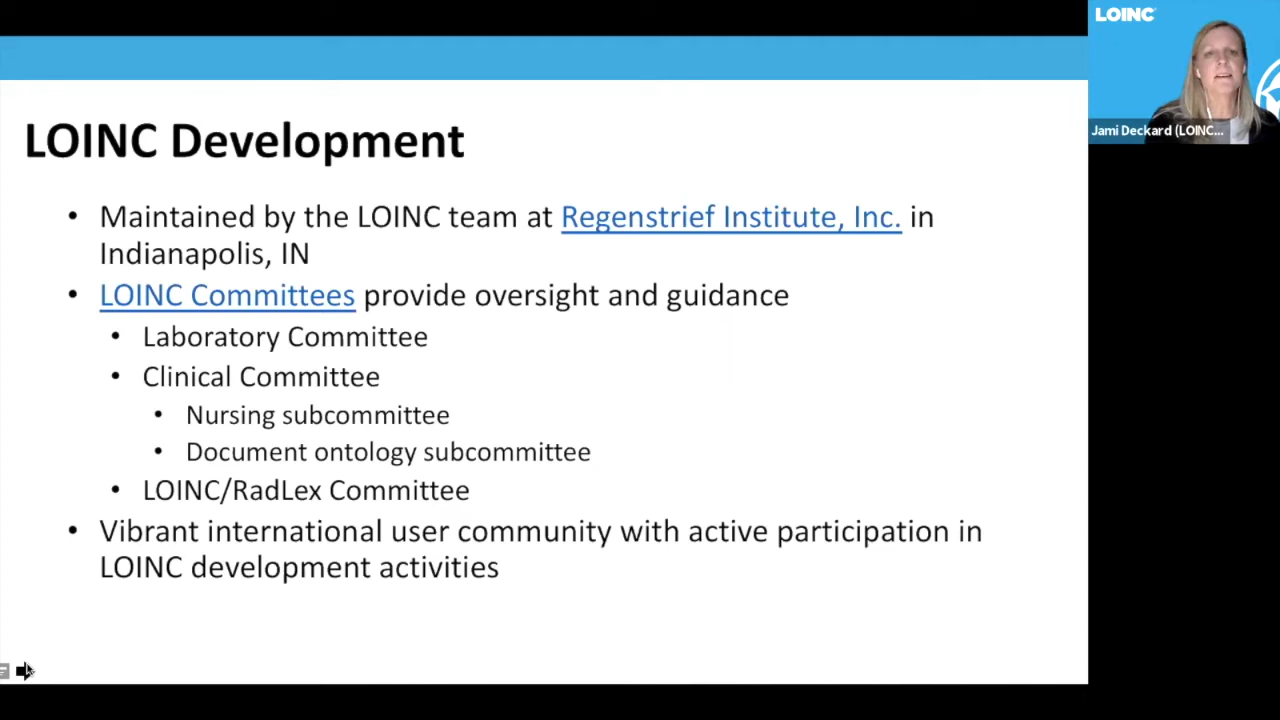 LOINC
Jami Deckard (LOINC...
LOINC Development
• Maintained by the LOINC team at Regenstrief Institute, Inc. in
Indianapolis, IN
• LOINC Committees provide oversight and guidance
• Laboratory Committee
• Clinical Committee
• Nursing subcommittee
• Document ontology subcommittee
• LOINC/RadLex Committee
• Vibrant international user community with active participation in
LOINC development activities